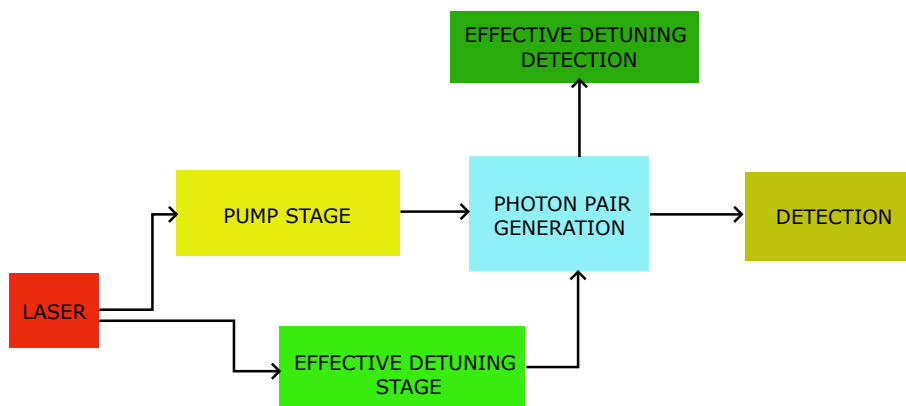 EFFECTIVE DETUNING
DETECTION
PUMP STAGE
PHOTON PAIR
GENERATION
DETECTION
LASER
EFFECTIVE DETUNING
STAGE